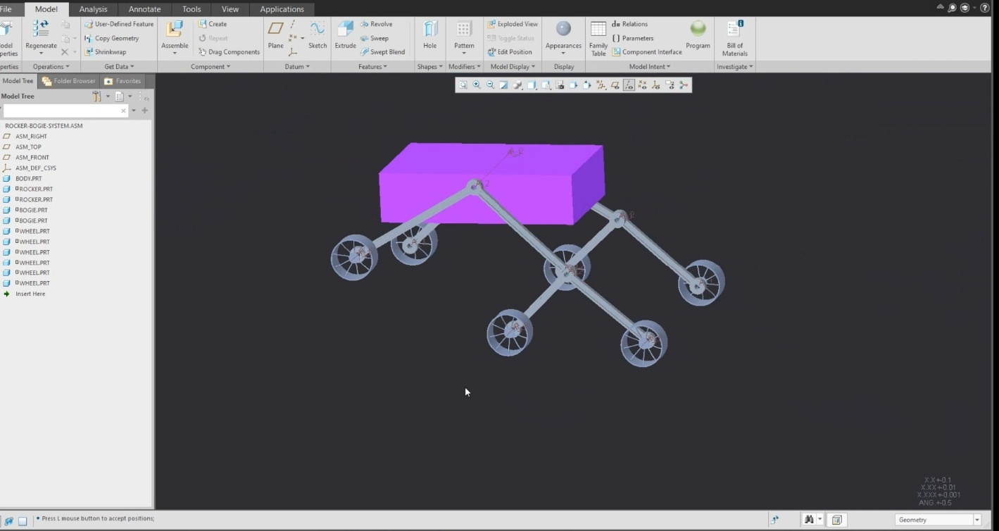 File Model Analysis Annotate Tools View Applications
User-Defined Feature Create Revolve Exploded View Relations
Regenerate Copy Geometry Assemble Repeat Plane Sketch Extrude Sweep Hole Pattern Toggle Status Appearances Family Table Parameters Program Bill of Materials
Shrinkwrap Drag Components Swept Blend Edit Position Component Interface
Operations Get Data Component Datum Features Shapes Modifiers Model Display Display Model Intent Investigate
Model Tree Folder Browser Favorites
Model Tree
ROCKER-BOGIE-SYSTEM.ASM
ASM_RIGHT
ASM_TOP
ASM_FRONT
ASM_DEF_CSYS
BODY.PRT
ROCKER.PRT
ROCKER.PRT
BOGIE.PRT
BOGIE.PRT
WHEEL.PRT
WHEEL.PRT
WHEEL.PRT
WHEEL.PRT
WHEEL.PRT
WHEEL.PRT
Insert Here
X.X+-0.1
X.XX+-0.01
X.XXX+-0.001
ANG +-0.5
Press L mouse button to accept positions;
Geometry